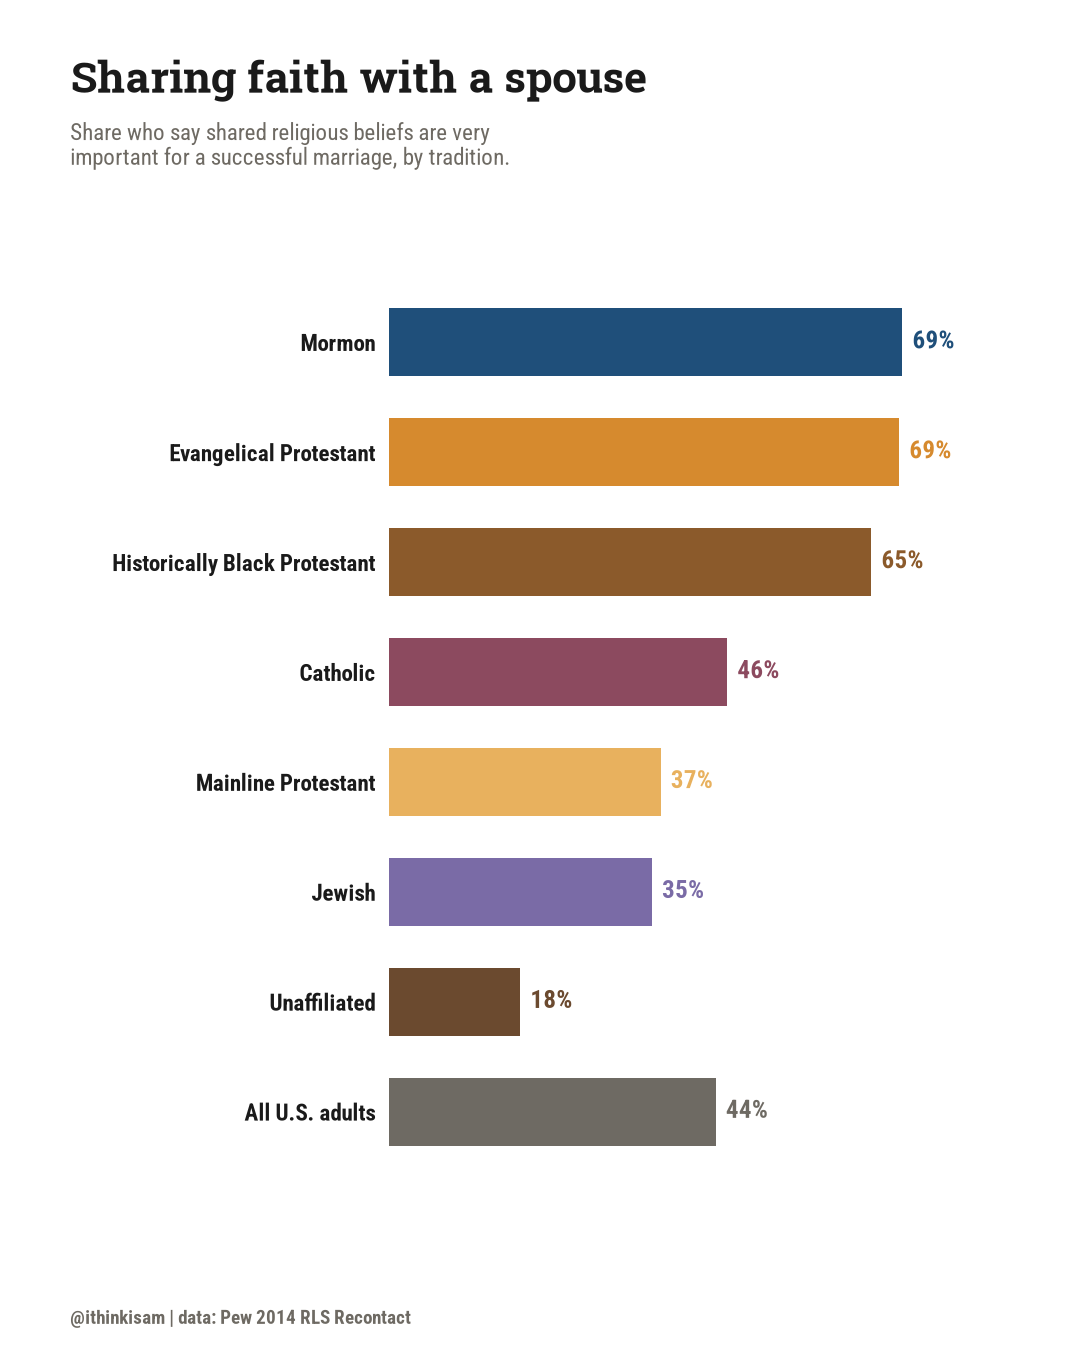 Sharing faith with a spouse
Share who say shared religious beliefs are very
important for a successful marriage, by tradition.
Mormon 69%
Evangelical Protestant 69%
Historically Black Protestant 65%
Catholic 46%
Mainline Protestant 37%
Jewish 35%
Unaffiliated 18%
All U.S. adults 44%
@ithinkisam | data: Pew 2014 RLS Recontact